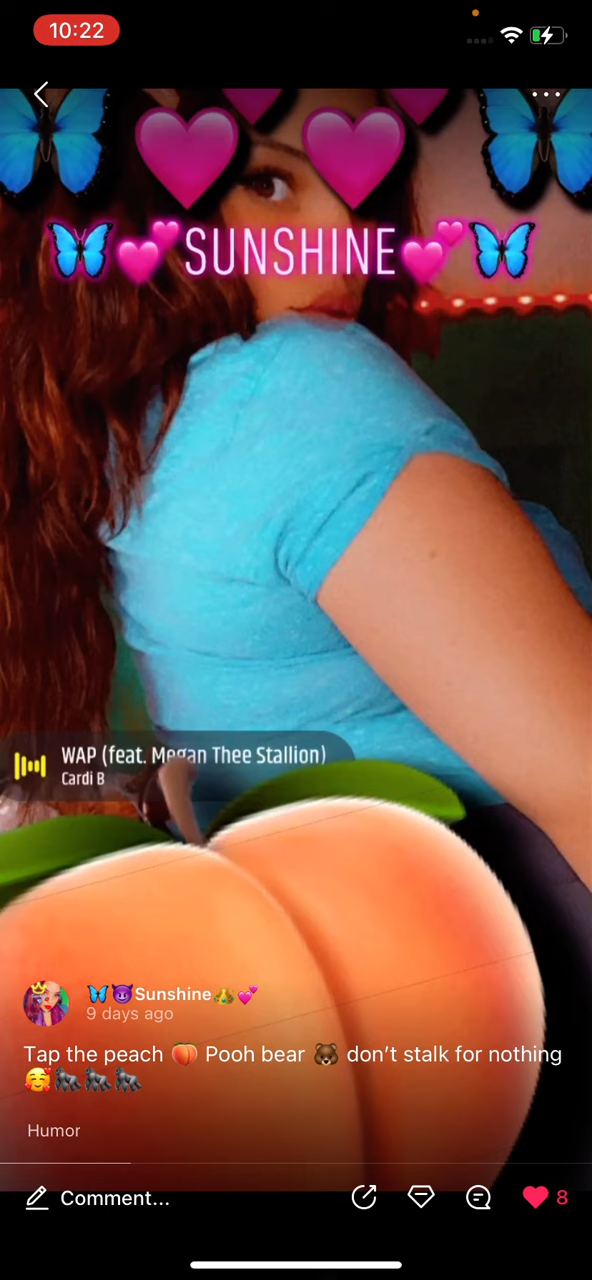 10:22
🦋💕SUNSHINE💕🦋
WAP (feat. Megan Thee Stallion)
Cardi B
🦋😈Sunshine🙏💕
9 days ago
Tap the peach 🍑 Pooh bear 🐻 don’t stalk for nothing
🥰🦍🦍🦍
Humor
Comment...
8